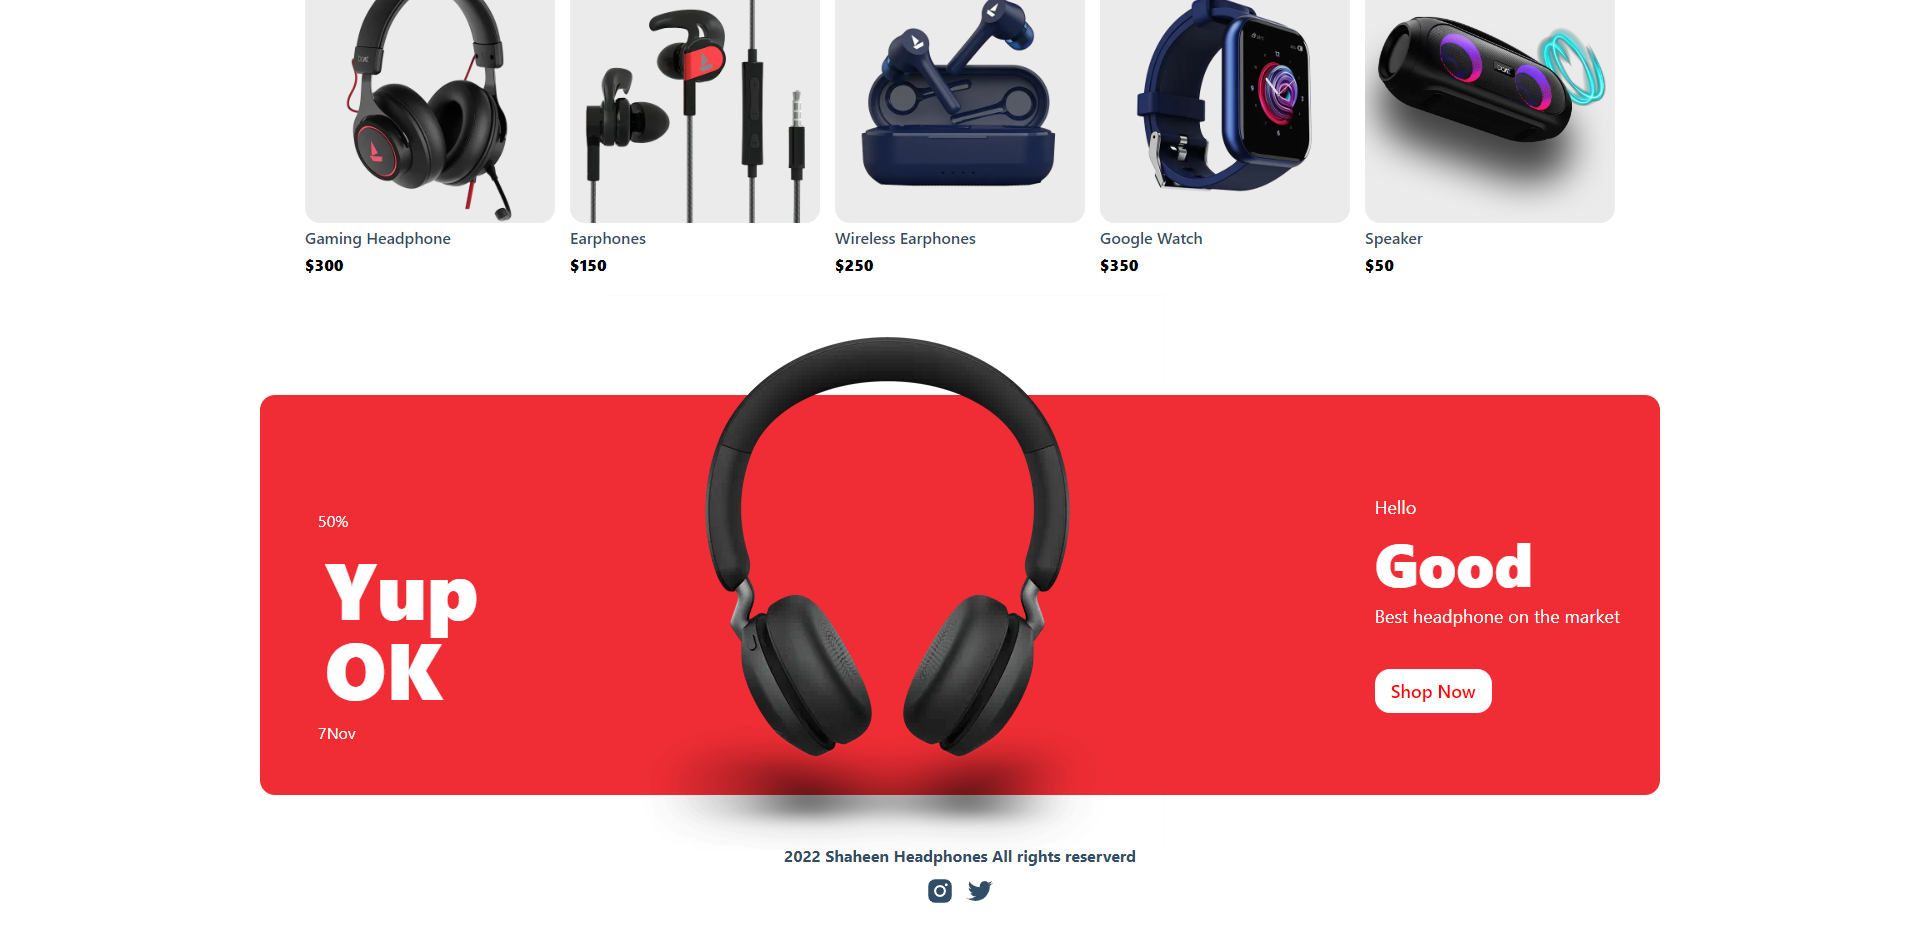 Gaming Headphone
$300
Earphones
$150
Wireless Earphones
$250
Google Watch
$350
Speaker
$50
50%
Yup
OK
7Nov
Hello
Good
Best headphone on the market
Shop Now
2022 Shaheen Headphones All rights reserverd